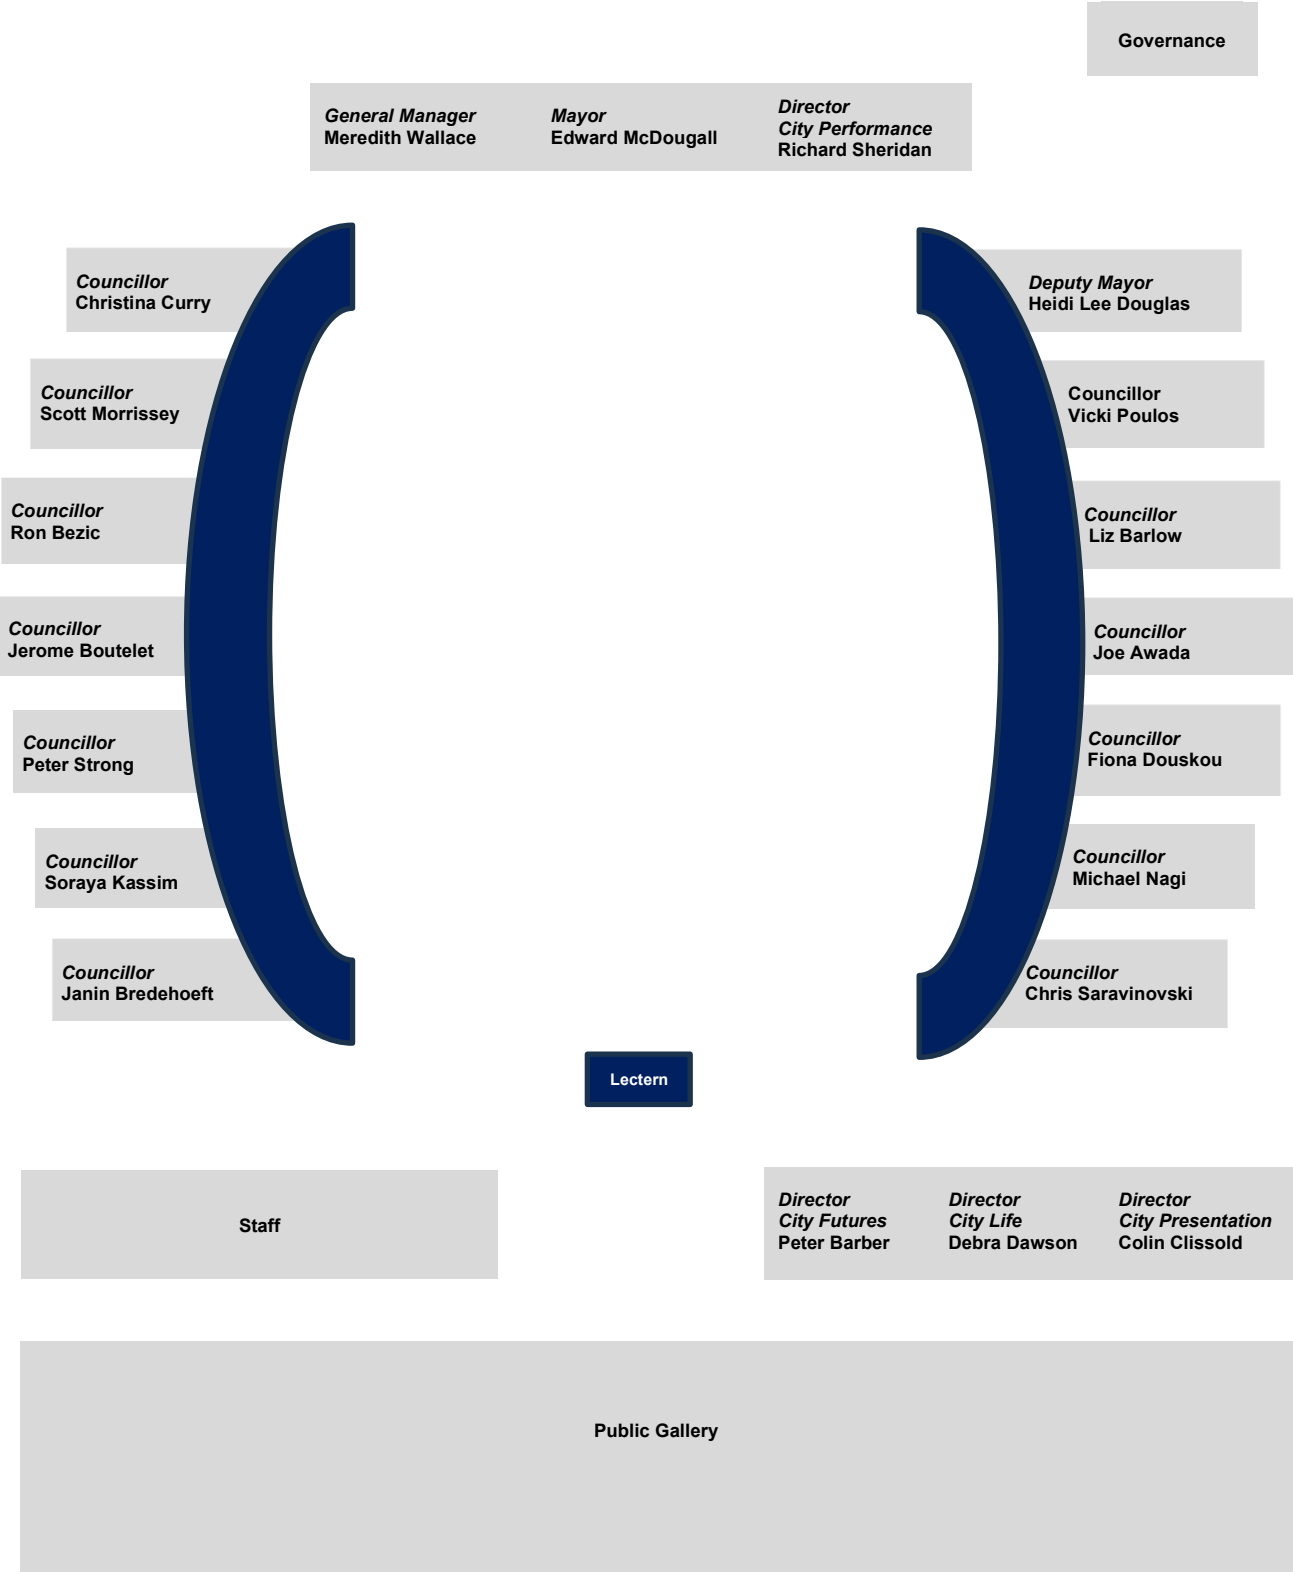 Governance
General Manager
Meredith Wallace
Mayor
Edward McDougall
Director
City Performance
Richard Sheridan
Councillor
Christina Curry
Deputy Mayor
Heidi Lee Douglas
Councillor
Scott Morrissey
Councillor
Vicki Poulos
Councillor
Ron Bezic
Councillor
Liz Barlow
Councillor
Jerome Boutelet
Councillor
Joe Awada
Councillor
Peter Strong
Councillor
Fiona Douskou
Councillor
Soraya Kassim
Councillor
Michael Nagi
Councillor
Janin Bredehoeft
Councillor
Chris Saravinovski
Lectern
Staff
Director
City Futures
Peter Barber
Director
City Life
Debra Dawson
Director
City Presentation
Colin Clissold
Public Gallery